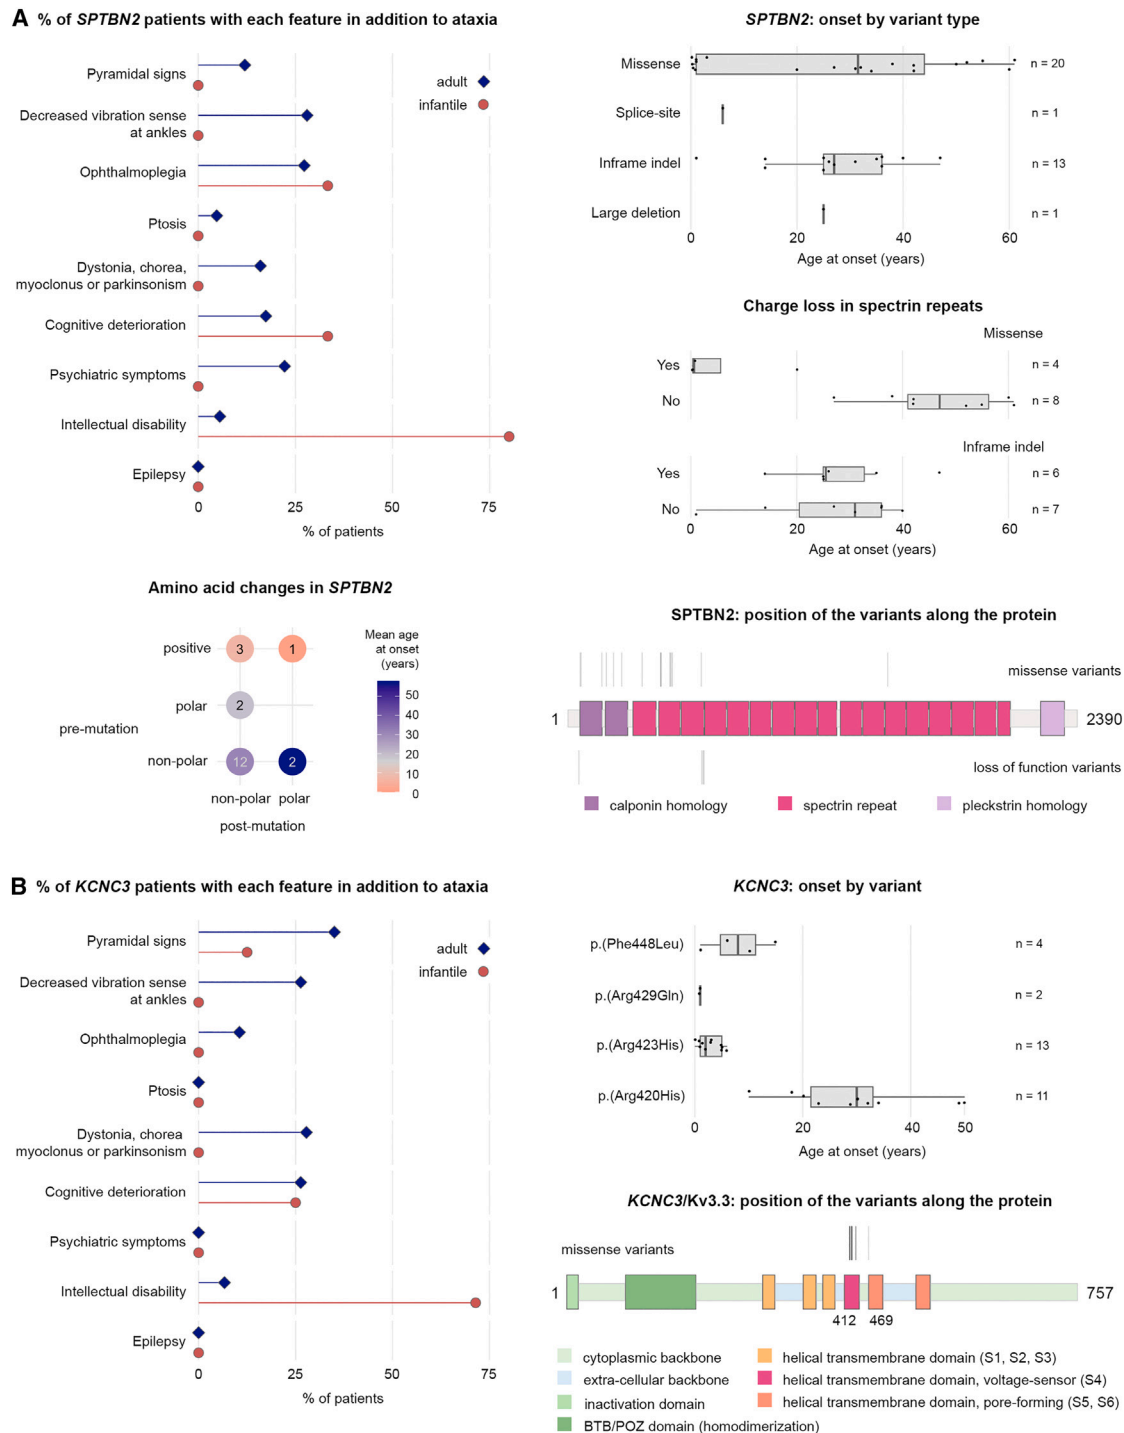 A % of SPTBN2 patients with each feature in addition to ataxia
adult
infantile
Pyramidal signs
Decreased vibration sense
at ankles
Ophthalmoplegia
Ptosis
Dystonia, chorea,
myoclonus or parkinsonism
Cognitive deterioration
Psychiatric symptoms
Intellectual disability
Epilepsy
0 25 50 75
% of patients
SPTBN2: onset by variant type
Missense n = 20
Splice-site n = 1
Inframe indel n = 13
Large deletion n = 1
0 20 40 60
Age at onset (years)
Charge loss in spectrin repeats
Missense
Yes n = 4
No n = 8
Inframe indel
Yes n = 6
No n = 7
0 20 40 60
Age at onset (years)
Amino acid changes in SPTBN2
positive 3 1
polar 2
non-polar 12 2
pre-mutation
non-polar polar
post-mutation
Mean age
at onset
(years)
50
40
30
20
10
0
SPTBN2: position of the variants along the protein
missense variants
1 2390
loss of function variants
calponin homology spectrin repeat pleckstrin homology
B % of KCNC3 patients with each feature in addition to ataxia
adult
infantile
Pyramidal signs
Decreased vibration sense
at ankles
Ophthalmoplegia
Ptosis
Dystonia, chorea
myoclonus or parkinsonism
Cognitive deterioration
Psychiatric symptoms
Intellectual disability
Epilepsy
0 25 50 75
% of patients
KCNC3: onset by variant
p.(Phe448Leu) n = 4
p.(Arg429Gln) n = 2
p.(Arg423His) n = 13
p.(Arg420His) n = 11
0 20 40 50
Age at onset (years)
KCNC3/Kv3.3: position of the variants along the protein
missense variants
1 757
412 469
cytoplasmic backbone
extra-cellular backbone
inactivation domain
BTB/POZ domain (homodimerization)
helical transmembrane domain (S1, S2, S3)
helical transmembrane domain, voltage-sensor (S4)
helical transmembrane domain, pore-forming (S5, S6)